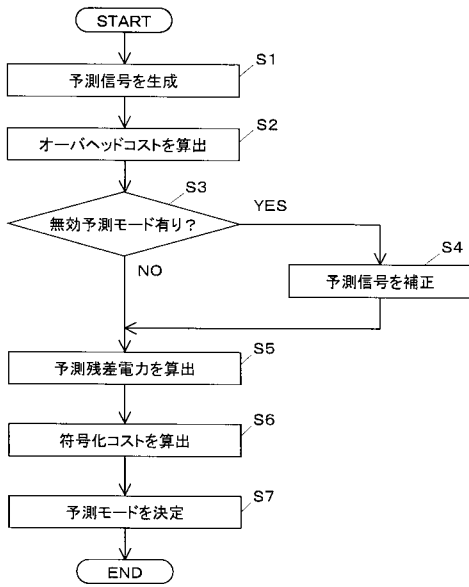 START
S1
予測信号を生成
S2
オーバヘッドコストを算出
S3
無効予測モード有り?
YES
NO
S4
予測信号を補正
S5
予測残差電力を算出
S6
符号化コストを算出
S7
予測モードを決定
END